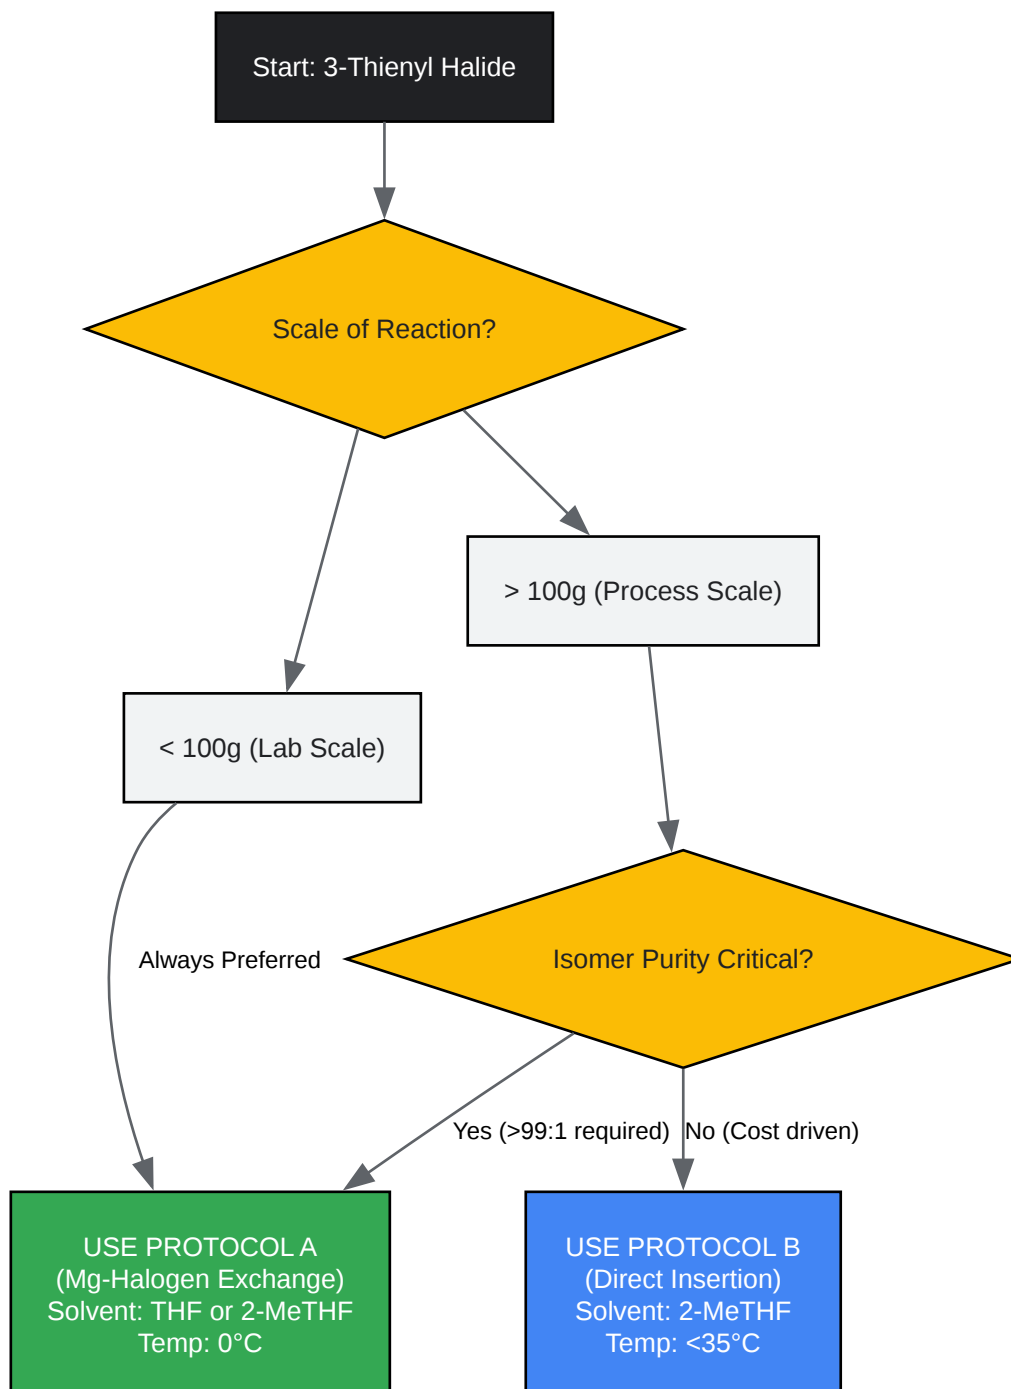 Start: 3-Thienyl Halide
Scale of Reaction?
> 100g (Process Scale)
< 100g (Lab Scale)
Always Preferred
Isomer Purity Critical?
Yes (>99:1 required)
No (Cost driven)
USE PROTOCOL A
(Mg-Halogen Exchange)
Solvent: THF or 2-MeTHF
Temp: 0°C
USE PROTOCOL B
(Direct Insertion)
Solvent: 2-MeTHF
Temp: <35°C